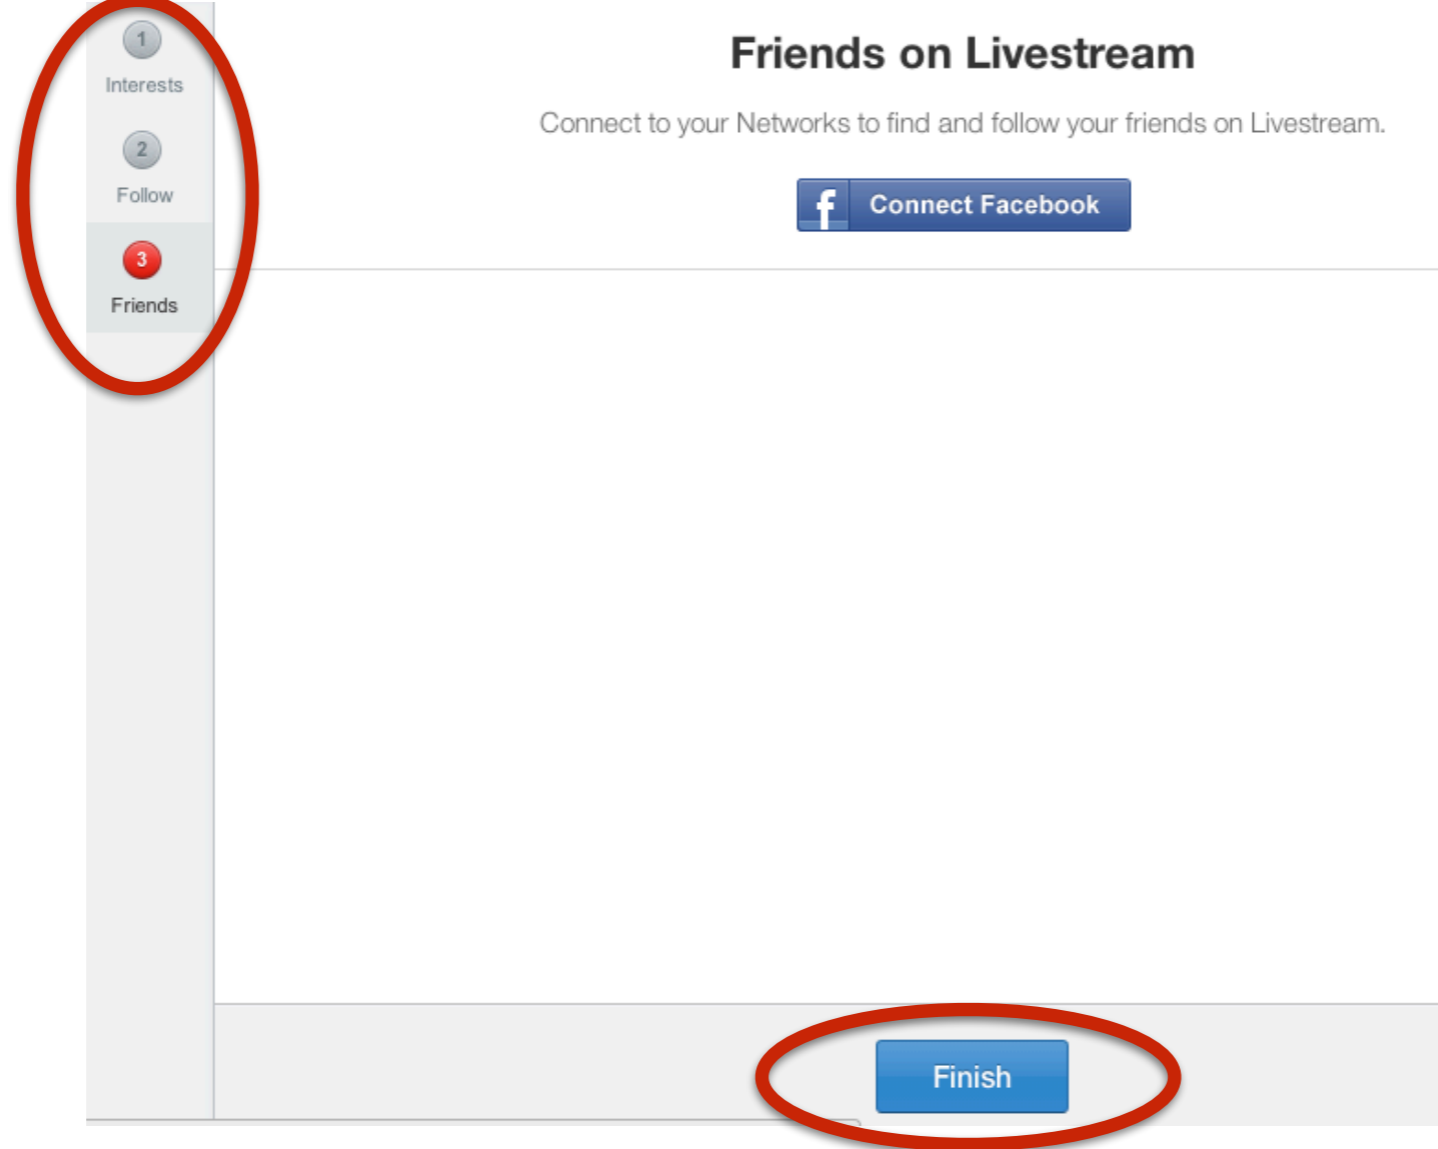 1
Interests
2
Follow
3
Friends
Friends on Livestream
Connect to your Networks to find and follow your friends on Livestream.
f Connect Facebook
Finish